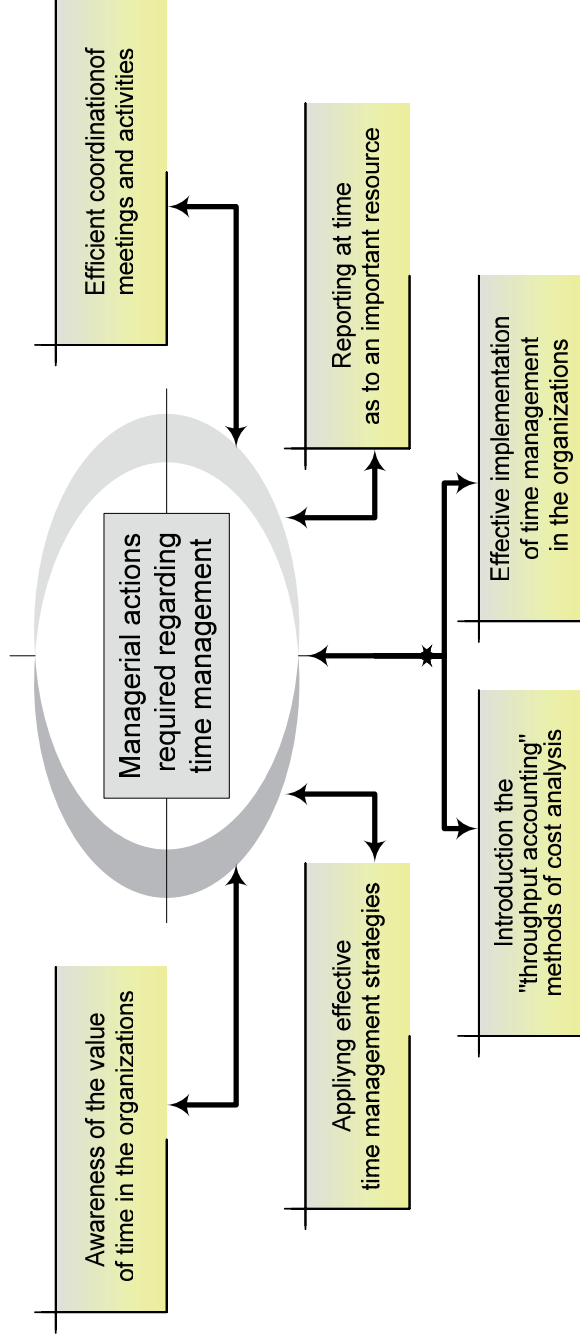 Awareness of the value
of time in the organizations
Managerial actions
required regarding
time management
Efficient coordinationof
meetings and activities
Appliyng effective
time management strategies
Reporting at time
as to an important resource
Introduction the
"throughput accounting"
methods of cost analysis
Effective implementation
of time management
in the organizations